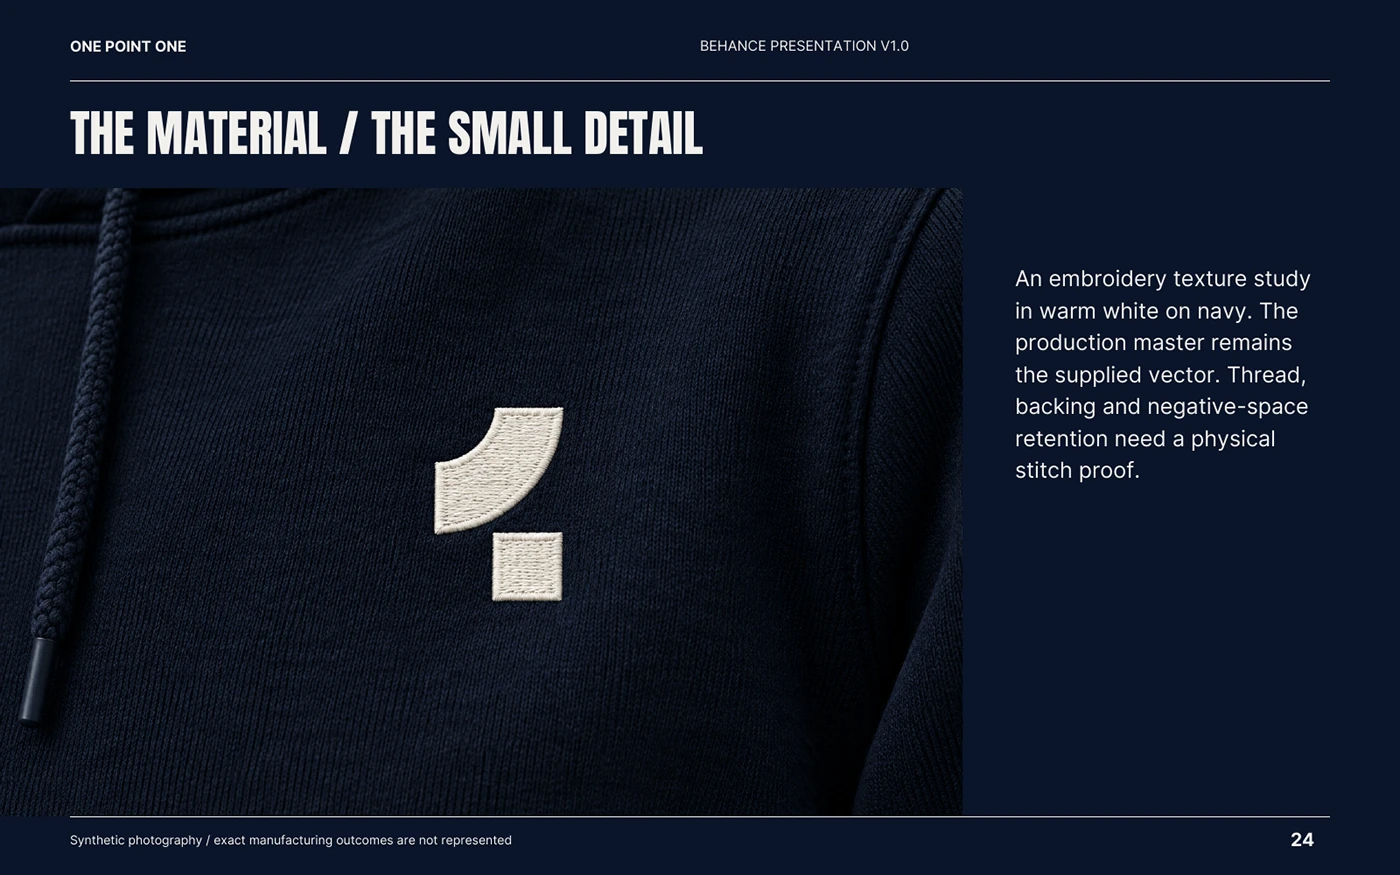 ONE POINT ONE
BEHANCE PRESENTATION V1.0
THE MATERIAL / THE SMALL DETAIL
An embroidery texture study
in warm white on navy. The
production master remains
the supplied vector. Thread,
backing and negative-space
retention need a physical
stitch proof.
Synthetic photography / exact manufacturing outcomes are not represented
24